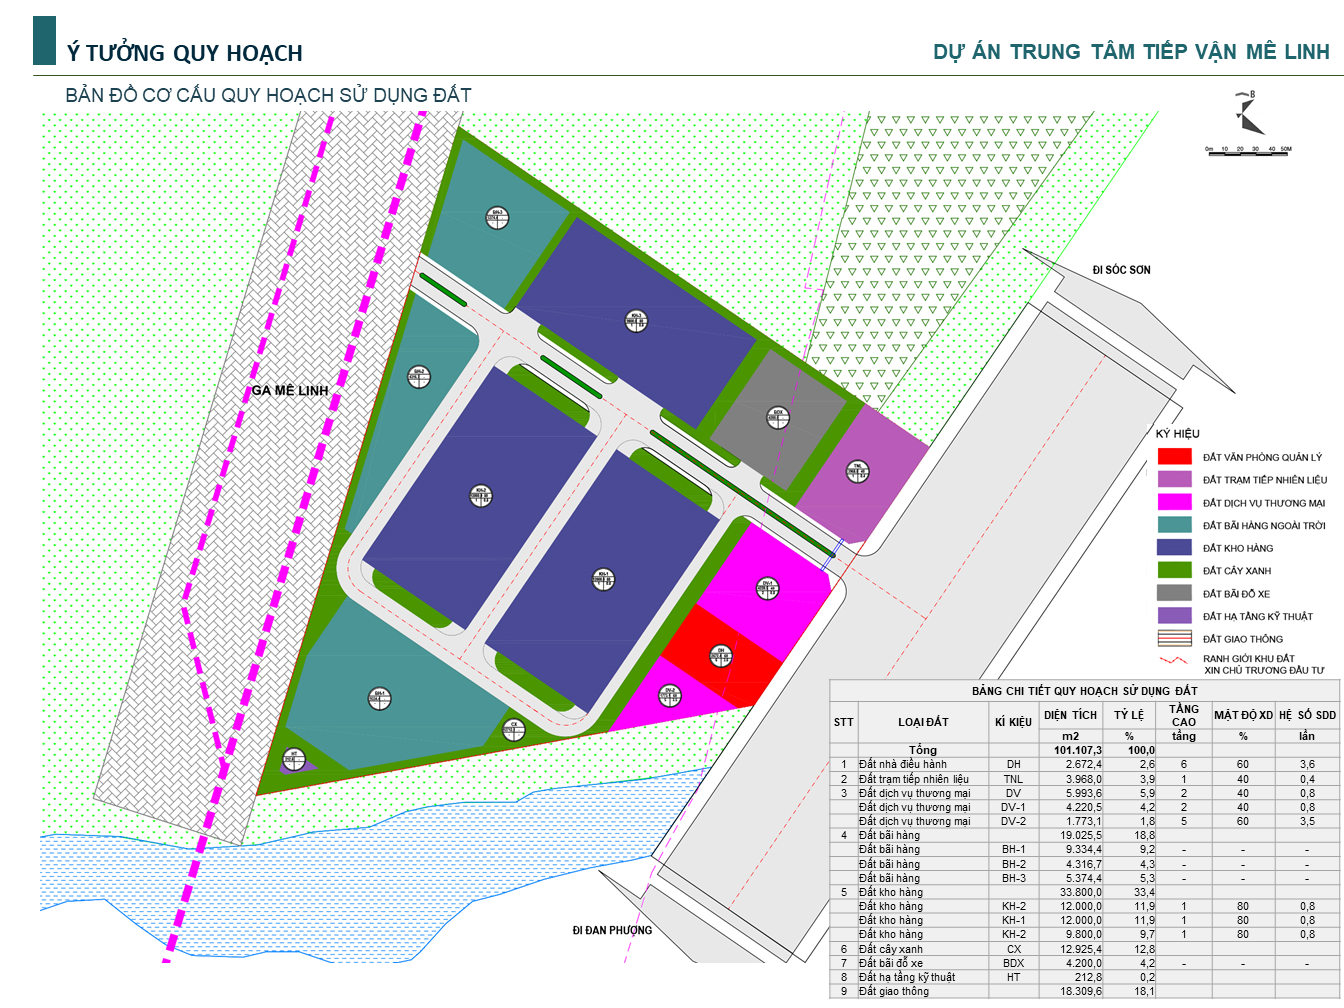 Ý TƯỞNG QUY HOẠCH
DỰ ÁN TRUNG TÂM TIẾP VẬN MÊ LINH
BẢN ĐỒ CƠ CẤU QUY HOẠCH SỬ DỤNG ĐẤT
B
0m 10 20 30 40 50M
ĐI SÓC SƠN
GA MÊ LINH
BH-3
KH-3
BH-2
BDX
TNL
KH-2
KH-1
DV-1
DH
DV-2
BH-1
CX
HT
ĐI ĐAN PHƯỢNG
KÝ HIỆU
ĐẤT VĂN PHÒNG QUẢN LÝ
ĐẤT TRẠM TIẾP NHIÊN LIỆU
ĐẤT DỊCH VỤ THƯƠNG MẠI
ĐẤT BÃI HÀNG NGOÀI TRỜI
ĐẤT KHO HÀNG
ĐẤT CÂY XANH
ĐẤT BÃI ĐỖ XE
ĐẤT HẠ TẦNG KỸ THUẬT
ĐẤT GIAO THÔNG
RANH GIỚI KHU ĐẤT
XIN CHỦ TRƯƠNG ĐẦU TƯ
BẢNG CHI TIẾT QUY HOẠCH SỬ DỤNG ĐẤT
STT LOẠI ĐẤT KÍ KIỆU DIỆN TÍCH TỶ LỆ TẦNG CAO MẬT ĐỘ XD HỆ SỐ SDD
m2 % tầng % lần
Tổng 101.107,3 100,0
1 Đất nhà điều hành DH 2.672,4 2,6 6 60 3,6
2 Đất trạm tiếp nhiên liệu TNL 3.968,0 3,9 1 40 0,4
3 Đất dịch vụ thương mại DV 5.993,6 5,9 2 40 0,8
Đất dịch vụ thương mại DV-1 4.220,5 4,2 2 40 0,8
Đất dịch vụ thương mại DV-2 1.773,1 1,8 5 60 3,5
4 Đất bãi hàng 19.025,5 18,8
Đất bãi hàng BH-1 9.334,4 9,2 - - -
Đất bãi hàng BH-2 4.316,7 4,3 - - -
Đất bãi hàng BH-3 5.374,4 5,3 - - -
5 Đất kho hàng 33.800,0 33,4
Đất kho hàng KH-2 12.000,0 11,9 1 80 0,8
Đất kho hàng KH-1 12.000,0 11,9 1 80 0,8
Đất kho hàng KH-2 9.800,0 9,7 1 80 0,8
6 Đất cây xanh CX 12.925,4 12,8
7 Đất bãi đỗ xe BDX 4.200,0 4,2 - - -
8 Đất hạ tầng kỹ thuật HT 212,8 0,2
9 Đất giao thông 18.309,6 18,1